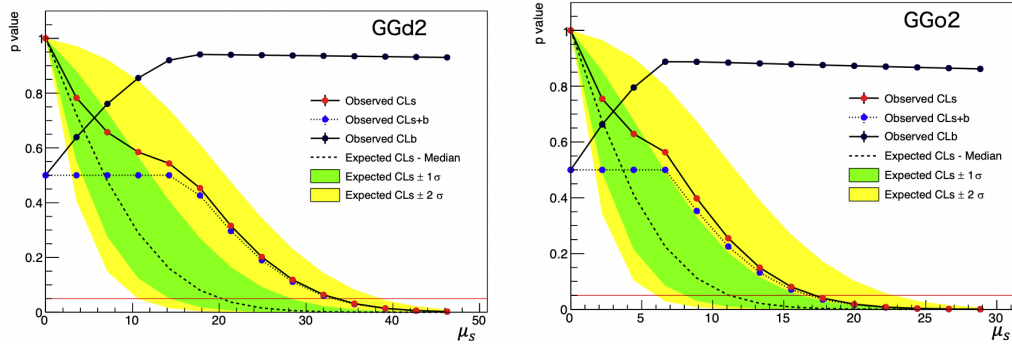 GGd2
p value
1
0.8
0.6
0.4
0.2
0
Observed CLs
Observed CLs+b
Observed CLb
Expected CLs - Median
Expected CLs ± 1σ
Expected CLs ± 2 σ
0 10 20 30 40 50
μs
GGo2
p value
1
0.8
0.6
0.4
0.2
0
Observed CLs
Observed CLs+b
Observed CLb
Expected CLs - Median
Expected CLs ± 1σ
Expected CLs ± 2 σ
0 5 10 15 20 25 30
μs